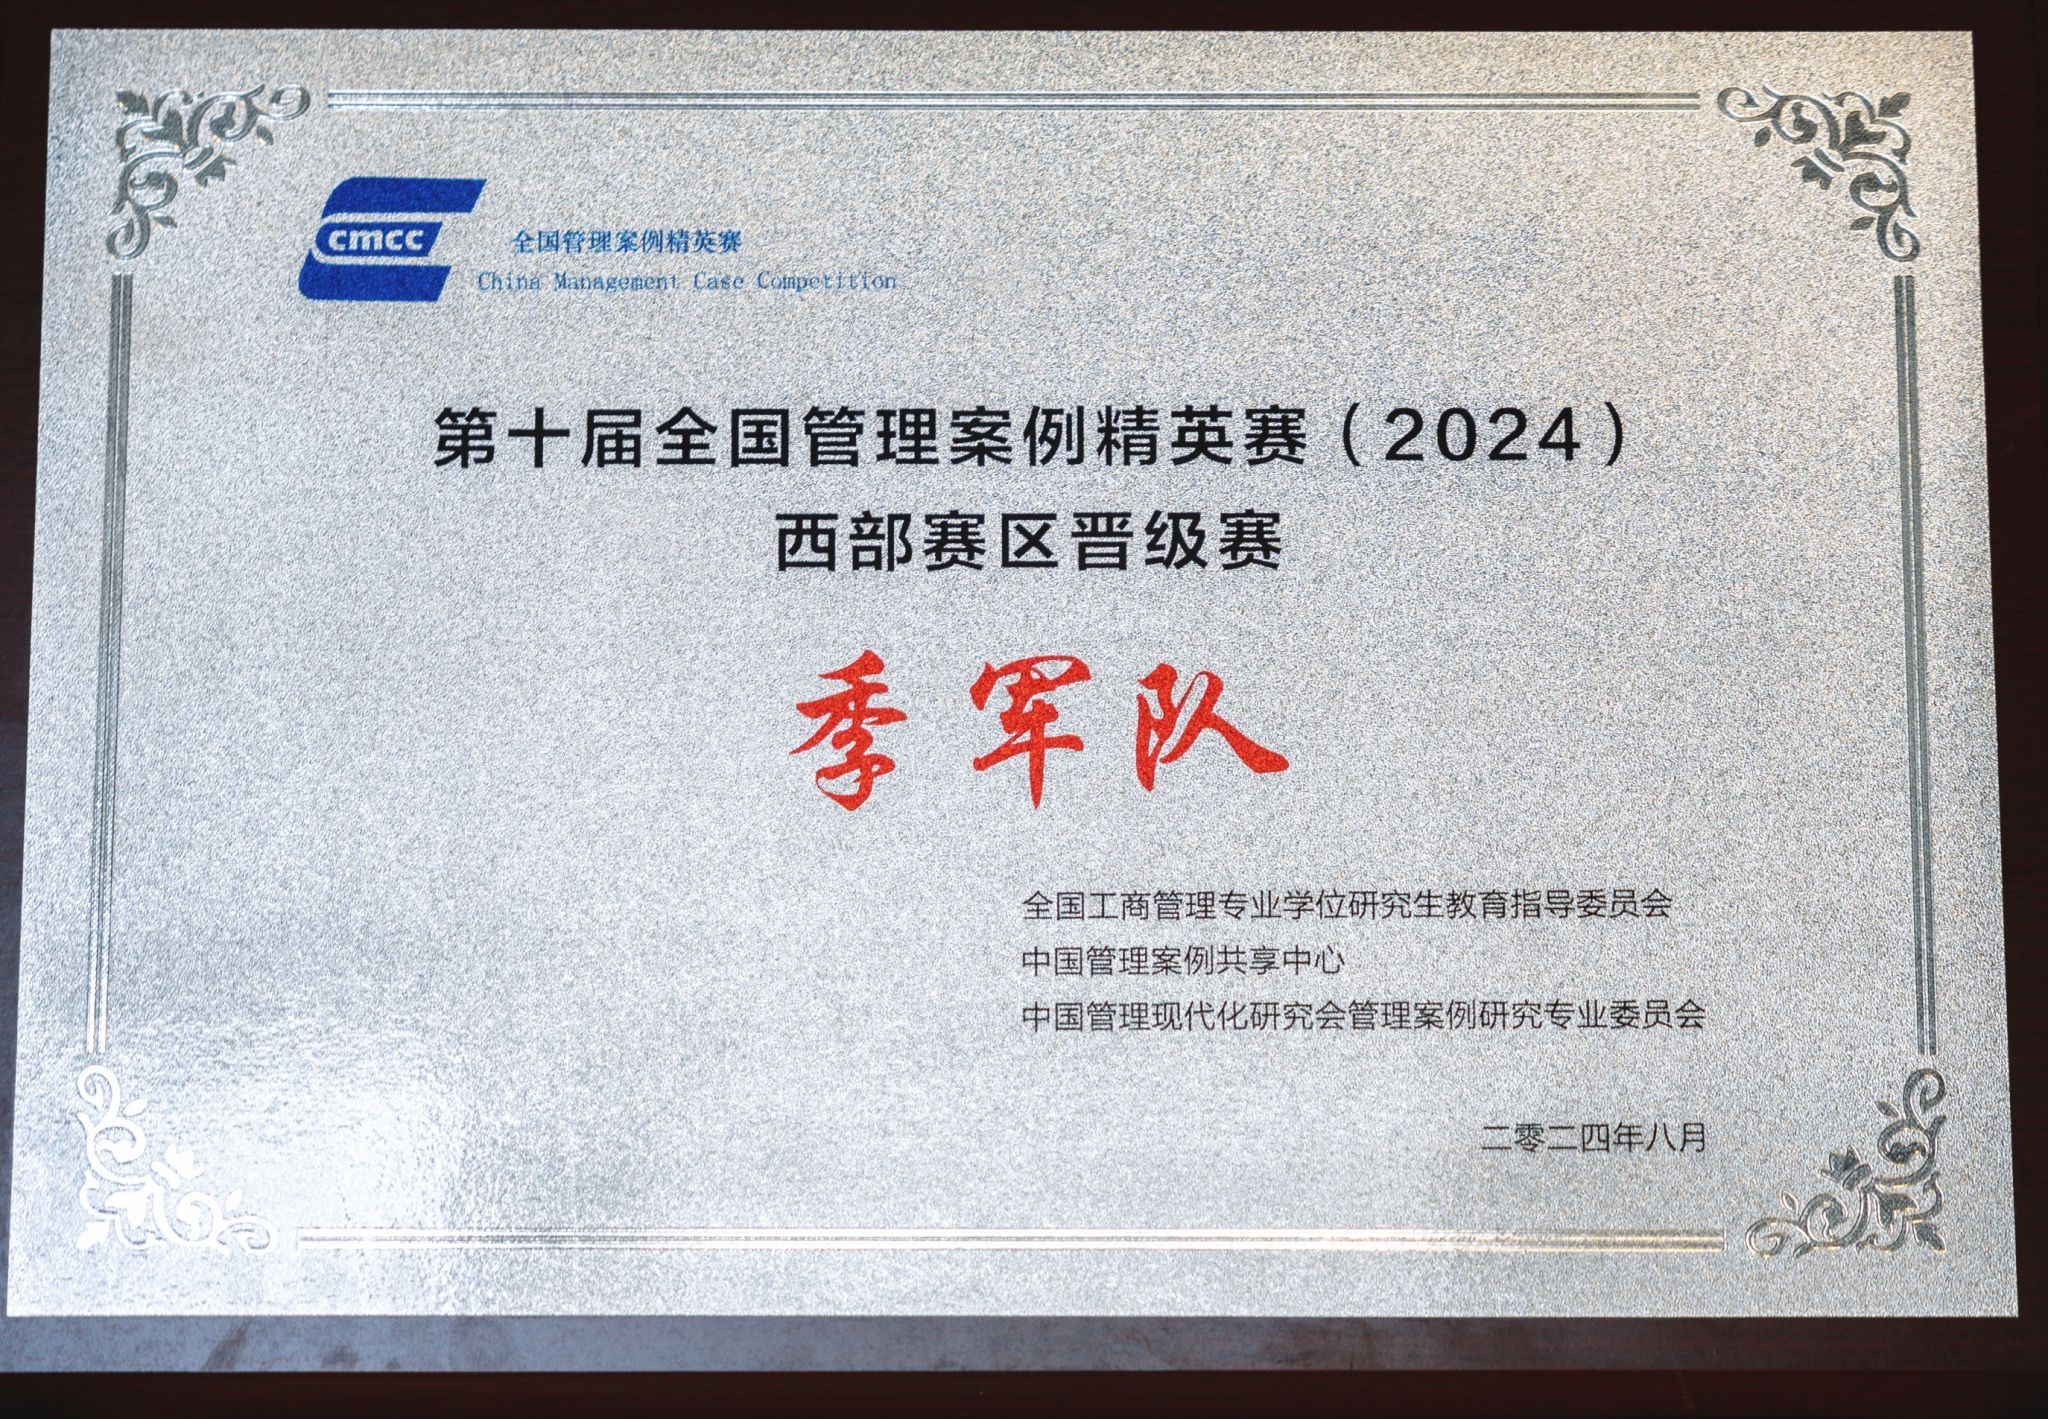 cmcc
全国管理案例精英赛
China Management Case Competition
第十届全国管理案例精英赛（2024）
西部赛区晋级赛
季军队
全国工商管理专业学位研究生教育指导委员会
中国管理案例共享中心
中国管理现代化研究会管理案例研究专业委员会
二零二四年八月